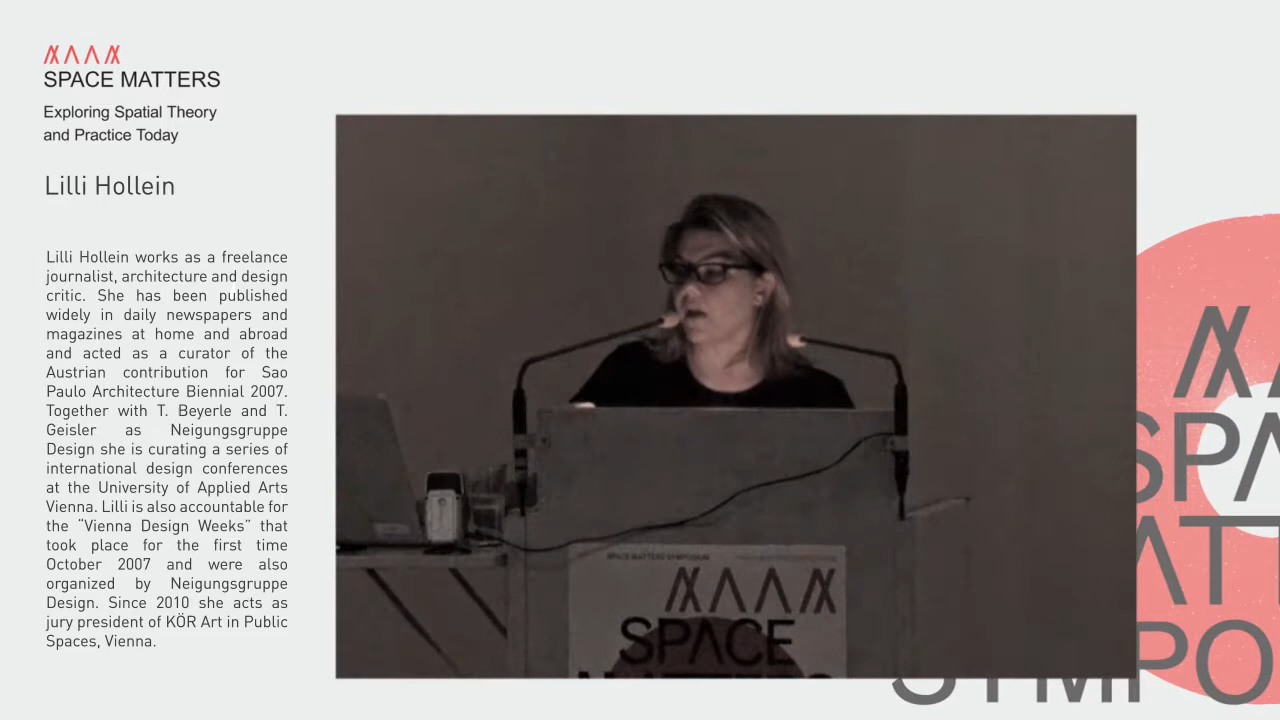 SPACE MATTERS
Exploring Spatial Theory
and Practice Today
Lilli Hollein
Lilli Hollein works as a freelance
journalist, architecture and design
critic. She has been published
widely in daily newspapers and
magazines at home and abroad
and acted as a curator of the
Austrian contribution for Sao
Paulo Architecture Biennial 2007.
Together with T. Beyerle and T.
Geisler as Neigungsgruppe
Design she is curating a series of
international design conferences
at the University of Applied Arts
Vienna. Lilli is also accountable for
the “Vienna Design Weeks” that
took place for the first time
October 2007 and were also
organized by Neigungsgruppe
Design. Since 2010 she acts as
jury president of KÖR Art in Public
Spaces, Vienna.
SPACE MATTERS SYMPOSIUM
SPACE
MATTERS
SPA
ATT
SYMPO